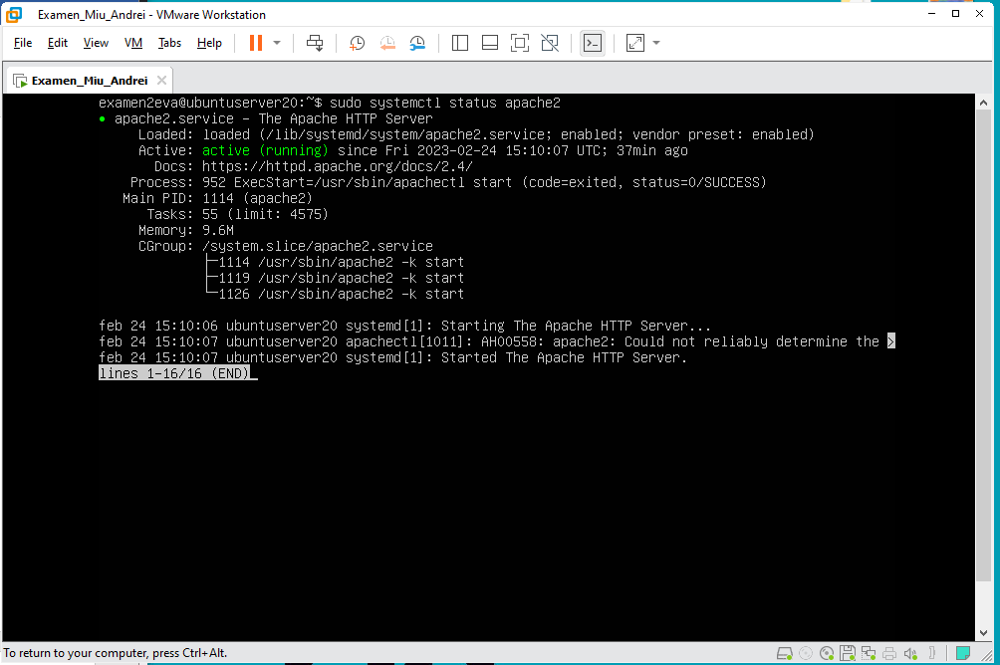 Examen_Miu_Andrei - VMware Workstation
File Edit View VM Tabs Help
Examen_Miu_Andrei
examen2eva@ubuntuserver20:~$ sudo systemctl status apache2
● apache2.service - The Apache HTTP Server
Loaded: loaded (/lib/systemd/system/apache2.service; enabled; vendor preset: enabled)
Active: active (running) since Fri 2023-02-24 15:10:07 UTC; 37min ago
Docs: https://httpd.apache.org/docs/2.4/
Process: 952 ExecStart=/usr/sbin/apachectl start (code=exited, status=0/SUCCESS)
Main PID: 1114 (apache2)
Tasks: 55 (limit: 4575)
Memory: 9.6M
CGroup: /system.slice/apache2.service
├─1114 /usr/sbin/apache2 -k start
├─1119 /usr/sbin/apache2 -k start
└─1126 /usr/sbin/apache2 -k start
feb 24 15:10:06 ubuntuserver20 systemd[1]: Starting The Apache HTTP Server...
feb 24 15:10:07 ubuntuserver20 apachectl[1011]: AH00558: apache2: Could not reliably determine the >
feb 24 15:10:07 ubuntuserver20 systemd[1]: Started The Apache HTTP Server.
lines 1-16/16 (END)
To return to your computer, press Ctrl+Alt.